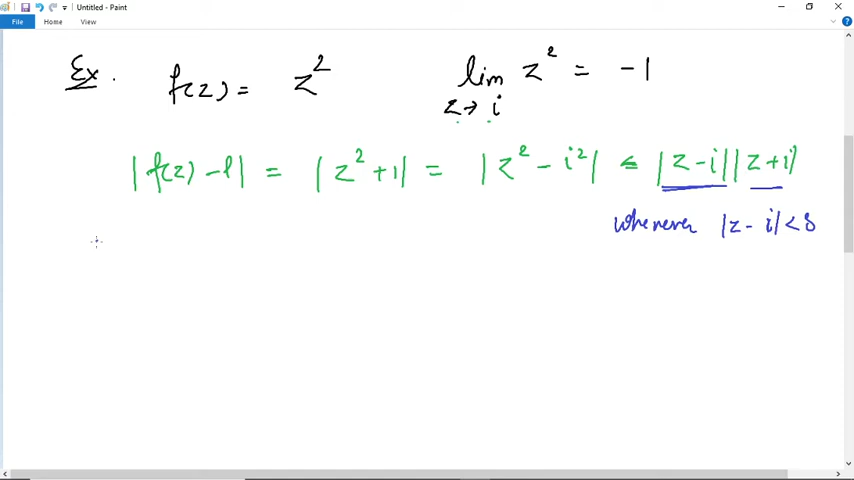 Untitled - Paint
File Home View
Ex. f(z) = z² lim z² = -1
z→i
|f(z) - l| = |z² + 1| = |z² - i²| ≤ |z - i||z + i|
whenever |z - i| < δ